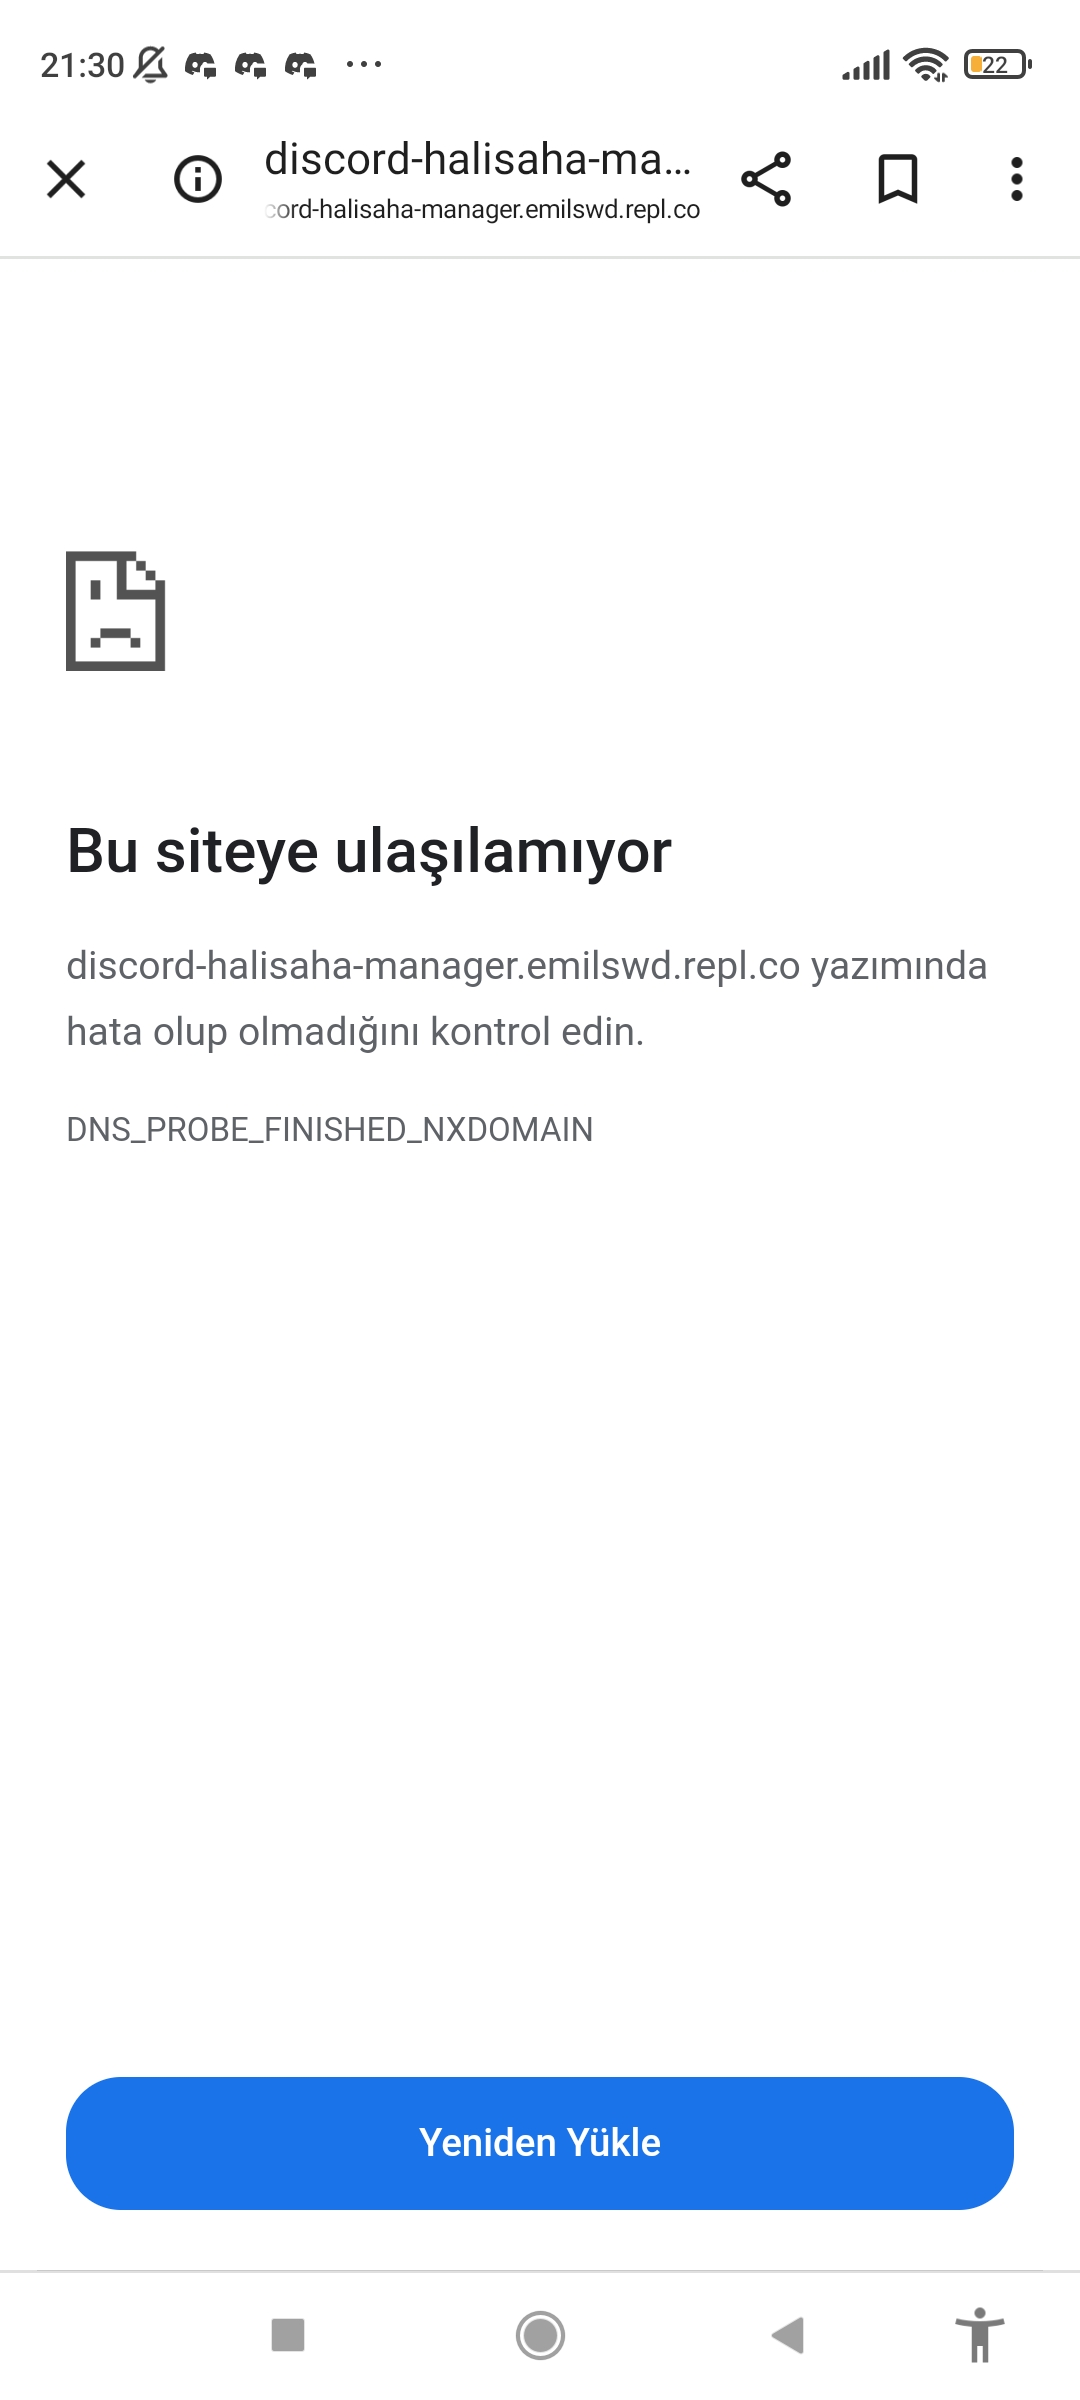 21:30
22
discord-halisaha-ma...
cord-halisaha-manager.emilswd.repl.co
Bu siteye ulaşılamıyor
discord-halisaha-manager.emilswd.repl.co yazımında
hata olup olmadığını kontrol edin.
DNS_PROBE_FINISHED_NXDOMAIN
Yeniden Yükle